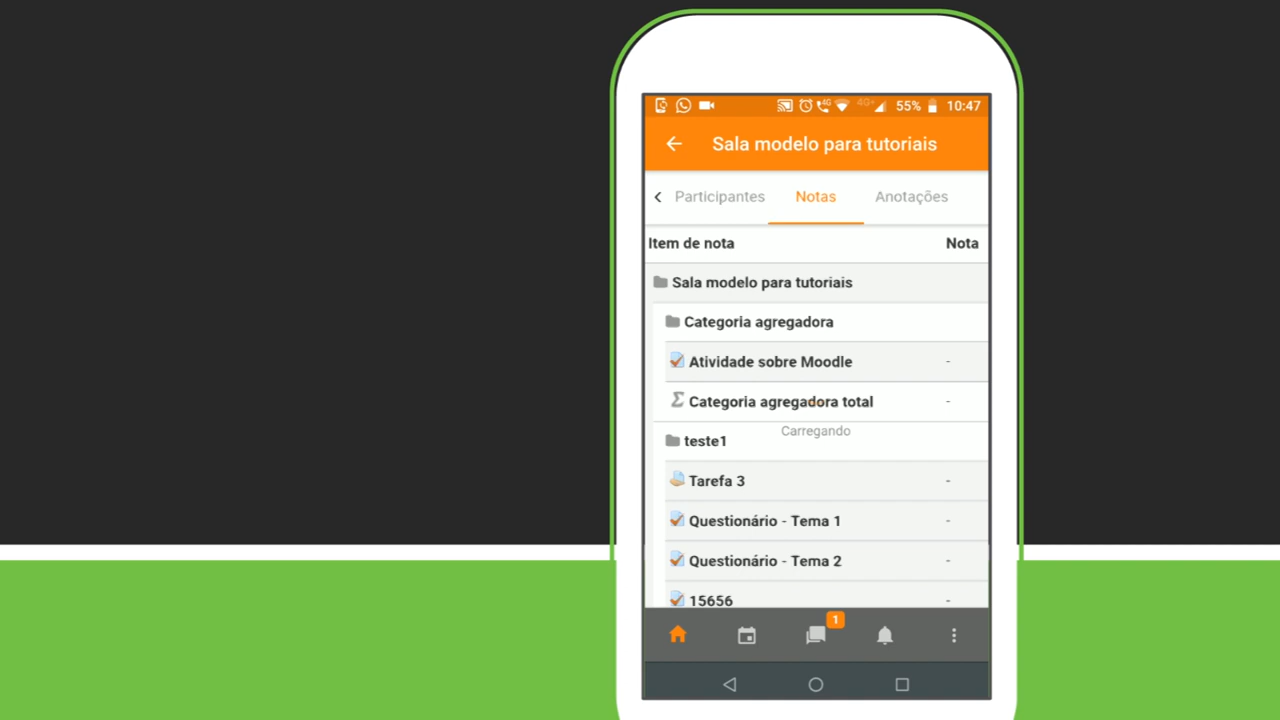 4G 4G+ 55% 10:47
Sala modelo para tutoriais
Participantes Notas Anotações
Item de nota Nota
Sala modelo para tutoriais
Categoria agregadora
Atividade sobre Moodle -
Σ Categoria agregadora total -
Carregando
teste1
Tarefa 3 -
Questionário - Tema 1 -
Questionário - Tema 2 -
15656 -
1